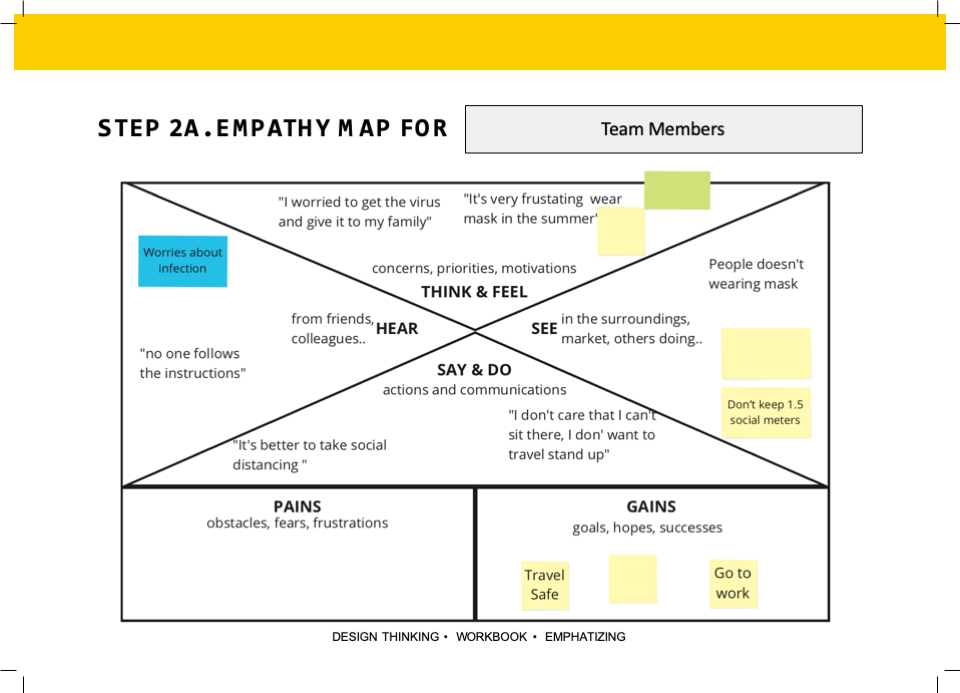 STEP 2A.EMPATHY MAP FOR
Team Members
"I worried to get the virus
and give it to my family"
"It's very frustating wear
mask in the summer"
Worries about
infection
concerns, priorities, motivations
THINK & FEEL
People doesn't
wearing mask
from friends,
colleagues..
HEAR
SEE
in the surroundings,
market, others doing..
"no one follows
the instructions"
SAY & DO
actions and communications
Don't keep 1.5
social meters
"I don't care that I can't
sit there, I don' want to
travel stand up"
"It's better to take social
distancing "
PAINS
obstacles, fears, frustrations
GAINS
goals, hopes, successes
Travel
Safe
Go to
work
DESIGN THINKING • WORKBOOK • EMPHATIZING